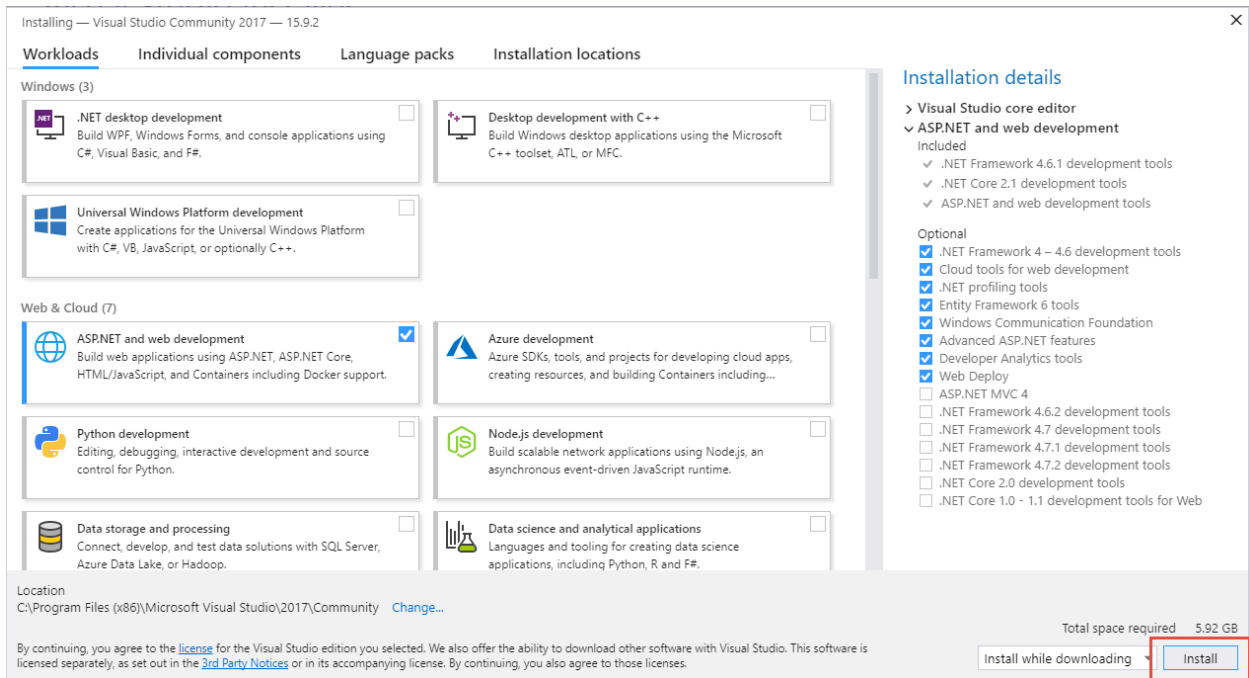 Installing — Visual Studio Community 2017 — 15.9.2
Workloads
Individual components
Language packs
Installation locations
Windows (3)
.NET
.NET desktop development
Build WPF, Windows Forms, and console applications using
C#, Visual Basic, and F#.
Desktop development with C++
Build Windows desktop applications using the Microsoft
C++ toolset, ATL, or MFC.
Universal Windows Platform development
Create applications for the Universal Windows Platform
with C#, VB, JavaScript, or optionally C++.
Web & Cloud (7)
ASP.NET and web development
Build web applications using ASP.NET, ASP.NET Core,
HTML/JavaScript, and Containers including Docker support.
Azure development
Azure SDKs, tools, and projects for developing cloud apps,
creating resources, and building Containers including...
Python development
Editing, debugging, interactive development and source
control for Python.
JS
Node.js development
Build scalable network applications using Node.js, an
asynchronous event-driven JavaScript runtime.
Data storage and processing
Connect, develop, and test data solutions with SQL Server,
Azure Data Lake, or Hadoop.
Data science and analytical applications
Languages and tooling for creating data science
applications, including Python, R and F#.
Installation details
Visual Studio core editor
ASP.NET and web development
Included
.NET Framework 4.6.1 development tools
.NET Core 2.1 development tools
ASP.NET and web development tools
Optional
.NET Framework 4 – 4.6 development tools
Cloud tools for web development
.NET profiling tools
Entity Framework 6 tools
Windows Communication Foundation
Advanced ASP.NET features
Developer Analytics tools
Web Deploy
ASP.NET MVC 4
.NET Framework 4.6.2 development tools
.NET Framework 4.7 development tools
.NET Framework 4.7.1 development tools
.NET Framework 4.7.2 development tools
.NET Core 2.0 development tools
.NET Core 1.0 - 1.1 development tools for Web
Location
C:\Program Files (x86)\Microsoft Visual Studio\2017\Community Change...
Total space required 5.92 GB
By continuing, you agree to the license for the Visual Studio edition you selected. We also offer the ability to download other software with Visual Studio. This software is
licensed separately, as set out in the 3rd Party Notices or in its accompanying license. By continuing, you also agree to those licenses.
Install while downloading
Install